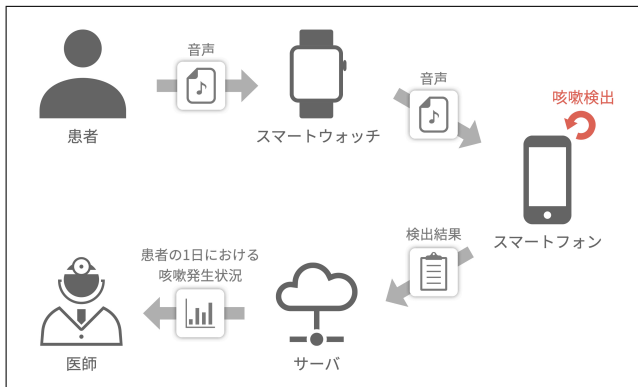 音声
音声
咳嗽検出
患者
スマートウォッチ
スマートフォン
検出結果
患者の1日における
咳嗽発生状況
医師
サーバ